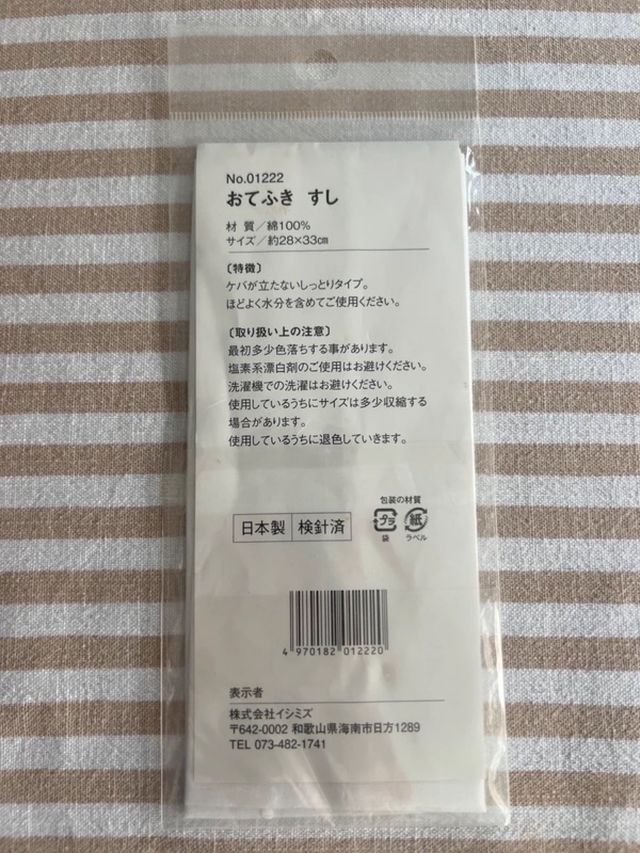 No.01222
おてふき すし
材 質／綿100%
サイズ／約28×33㎝
〔特徴〕
ケバが立たないしっとりタイプ。
ほどよく水分を含めてご使用ください。
〔取り扱い上の注意〕
最初多少色落ちする事があります。
塩素系漂白剤のご使用はお避けください。
洗濯機での洗濯はお避けください。
使用しているうちにサイズは多少収縮する
場合があります。
使用しているうちに退色していきます。
包装の材質
プラ 紙
袋 ラベル
日本製 検針済
4 970182 012220
表示者
株式会社イシミズ
〒642-0002 和歌山県海南市日方1289
TEL 073-482-1741